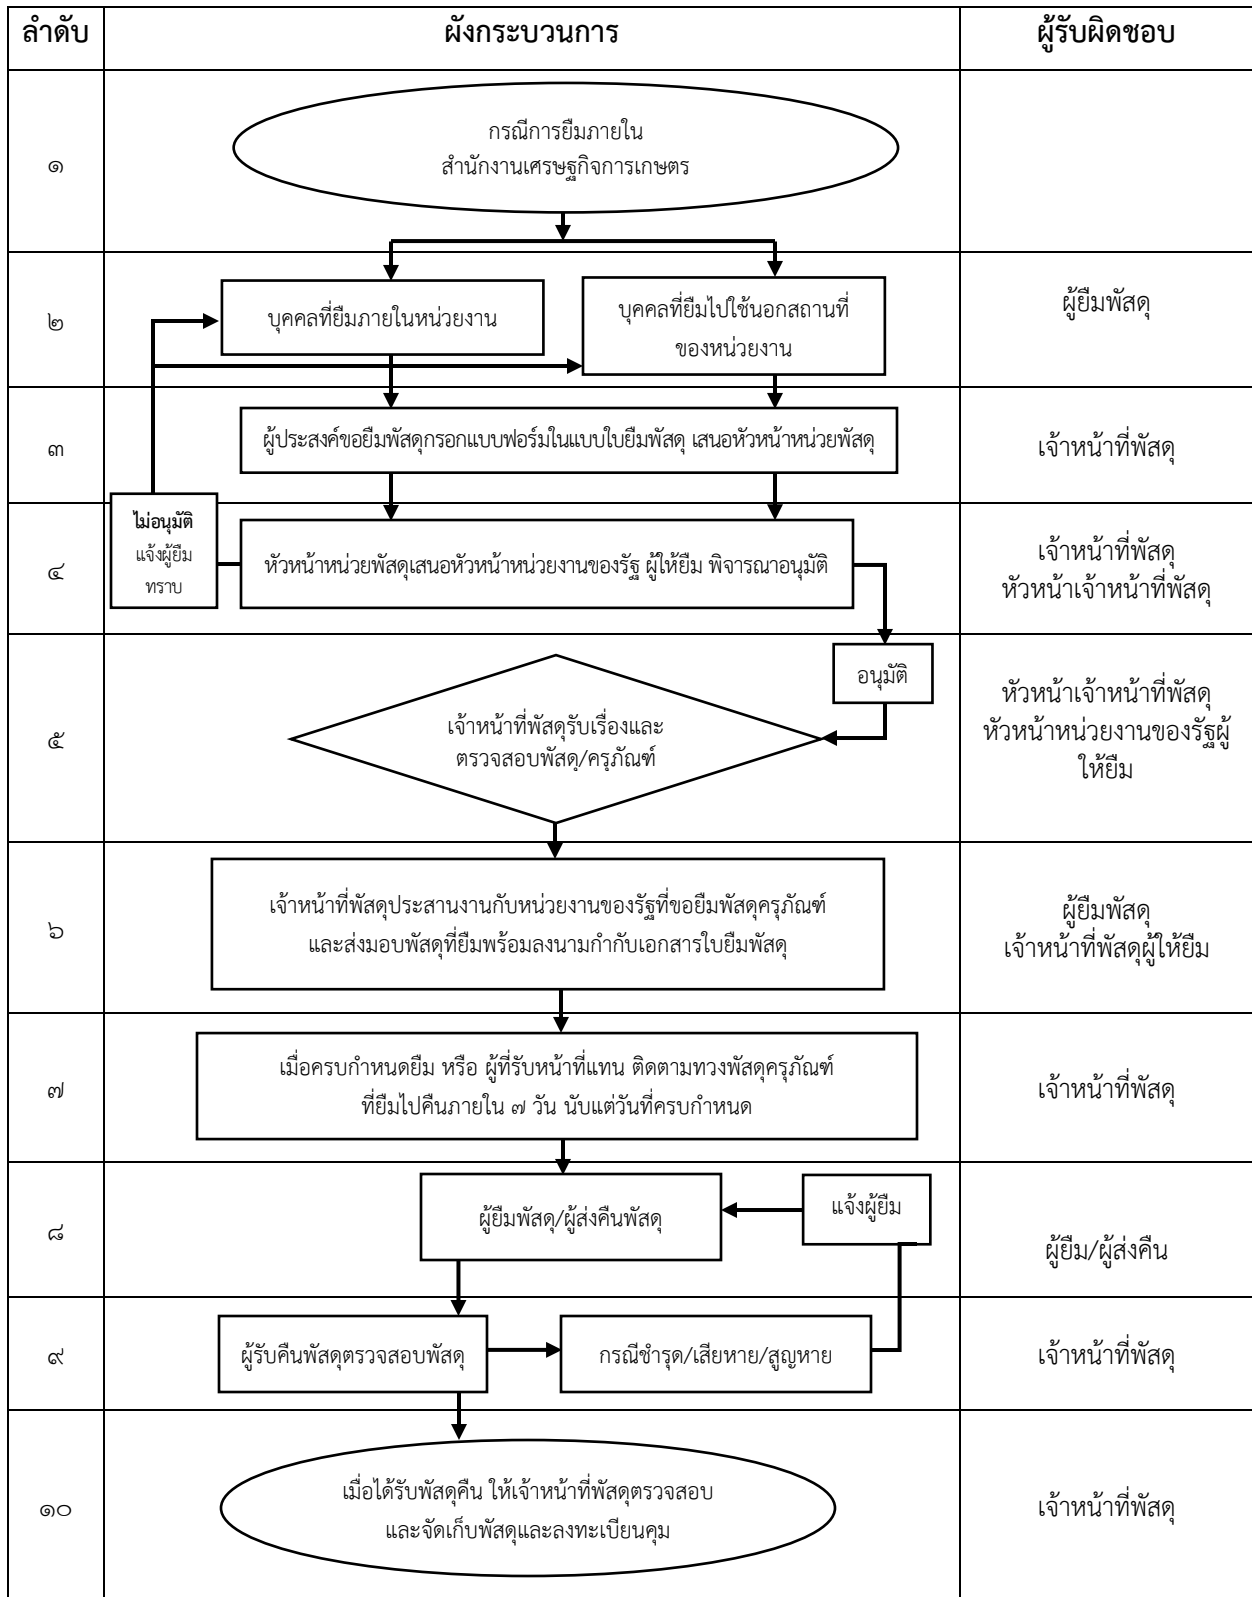 ลำดับ
ผังกระบวนการ
ผู้รับผิดชอบ
๑
กรณีการยืมภายใน
สำนักงานเศรษฐกิจการเกษตร
๒
บุคคลที่ยืมภายในหน่วยงาน
บุคคลที่ยืมไปใช้นอกสถานที่
ของหน่วยงาน
ผู้ยืมพัสดุ
๓
ผู้ประสงค์ขอยืมพัสดุกรอกแบบฟอร์มในแบบใบยืมพัสดุ เสนอหัวหน้าหน่วยพัสดุ
เจ้าหน้าที่พัสดุ
๔
ไม่อนุมัติ
แจ้งผู้ยืม
ทราบ
หัวหน้าหน่วยพัสดุเสนอหัวหน้าหน่วยงานของรัฐ ผู้ให้ยืม พิจารณาอนุมัติ
เจ้าหน้าที่พัสดุ
หัวหน้าเจ้าหน้าที่พัสดุ
๕
อนุมัติ
เจ้าหน้าที่พัสดุรับเรื่องและ
ตรวจสอบพัสดุ/ครุภัณฑ์
หัวหน้าเจ้าหน้าที่พัสดุ
หัวหน้าหน่วยงานของรัฐผู้
ให้ยืม
๖
เจ้าหน้าที่พัสดุประสานงานกับหน่วยงานของรัฐที่ขอยืมพัสดุครุภัณฑ์
และส่งมอบพัสดุที่ยืมพร้อมลงนามกำกับเอกสารใบยืมพัสดุ
ผู้ยืมพัสดุ
เจ้าหน้าที่พัสดุผู้ให้ยืม
๗
เมื่อครบกำหนดยืม หรือ ผู้ที่รับหน้าที่แทน ติดตามทวงพัสดุครุภัณฑ์
ที่ยืมไปคืนภายใน ๗ วัน นับแต่วันที่ครบกำหนด
เจ้าหน้าที่พัสดุ
๘
ผู้ยืมพัสดุ/ผู้ส่งคืนพัสดุ
แจ้งผู้ยืม
ผู้ยืม/ผู้ส่งคืน
๙
ผู้รับคืนพัสดุตรวจสอบพัสดุ
กรณีชำรุด/เสียหาย/สูญหาย
เจ้าหน้าที่พัสดุ
๑๐
เมื่อได้รับพัสดุคืน ให้เจ้าหน้าที่พัสดุตรวจสอบ
และจัดเก็บพัสดุและลงทะเบียนคุม
เจ้าหน้าที่พัสดุ